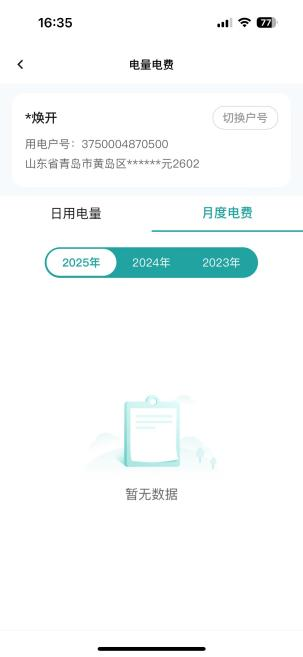 16:35
77
电量电费
*焕开
切换户号
用电户号：3750004870500
山东省青岛市黄岛区******元2602
日用电量
月度电费
2025年
2024年
2023年
暂无数据